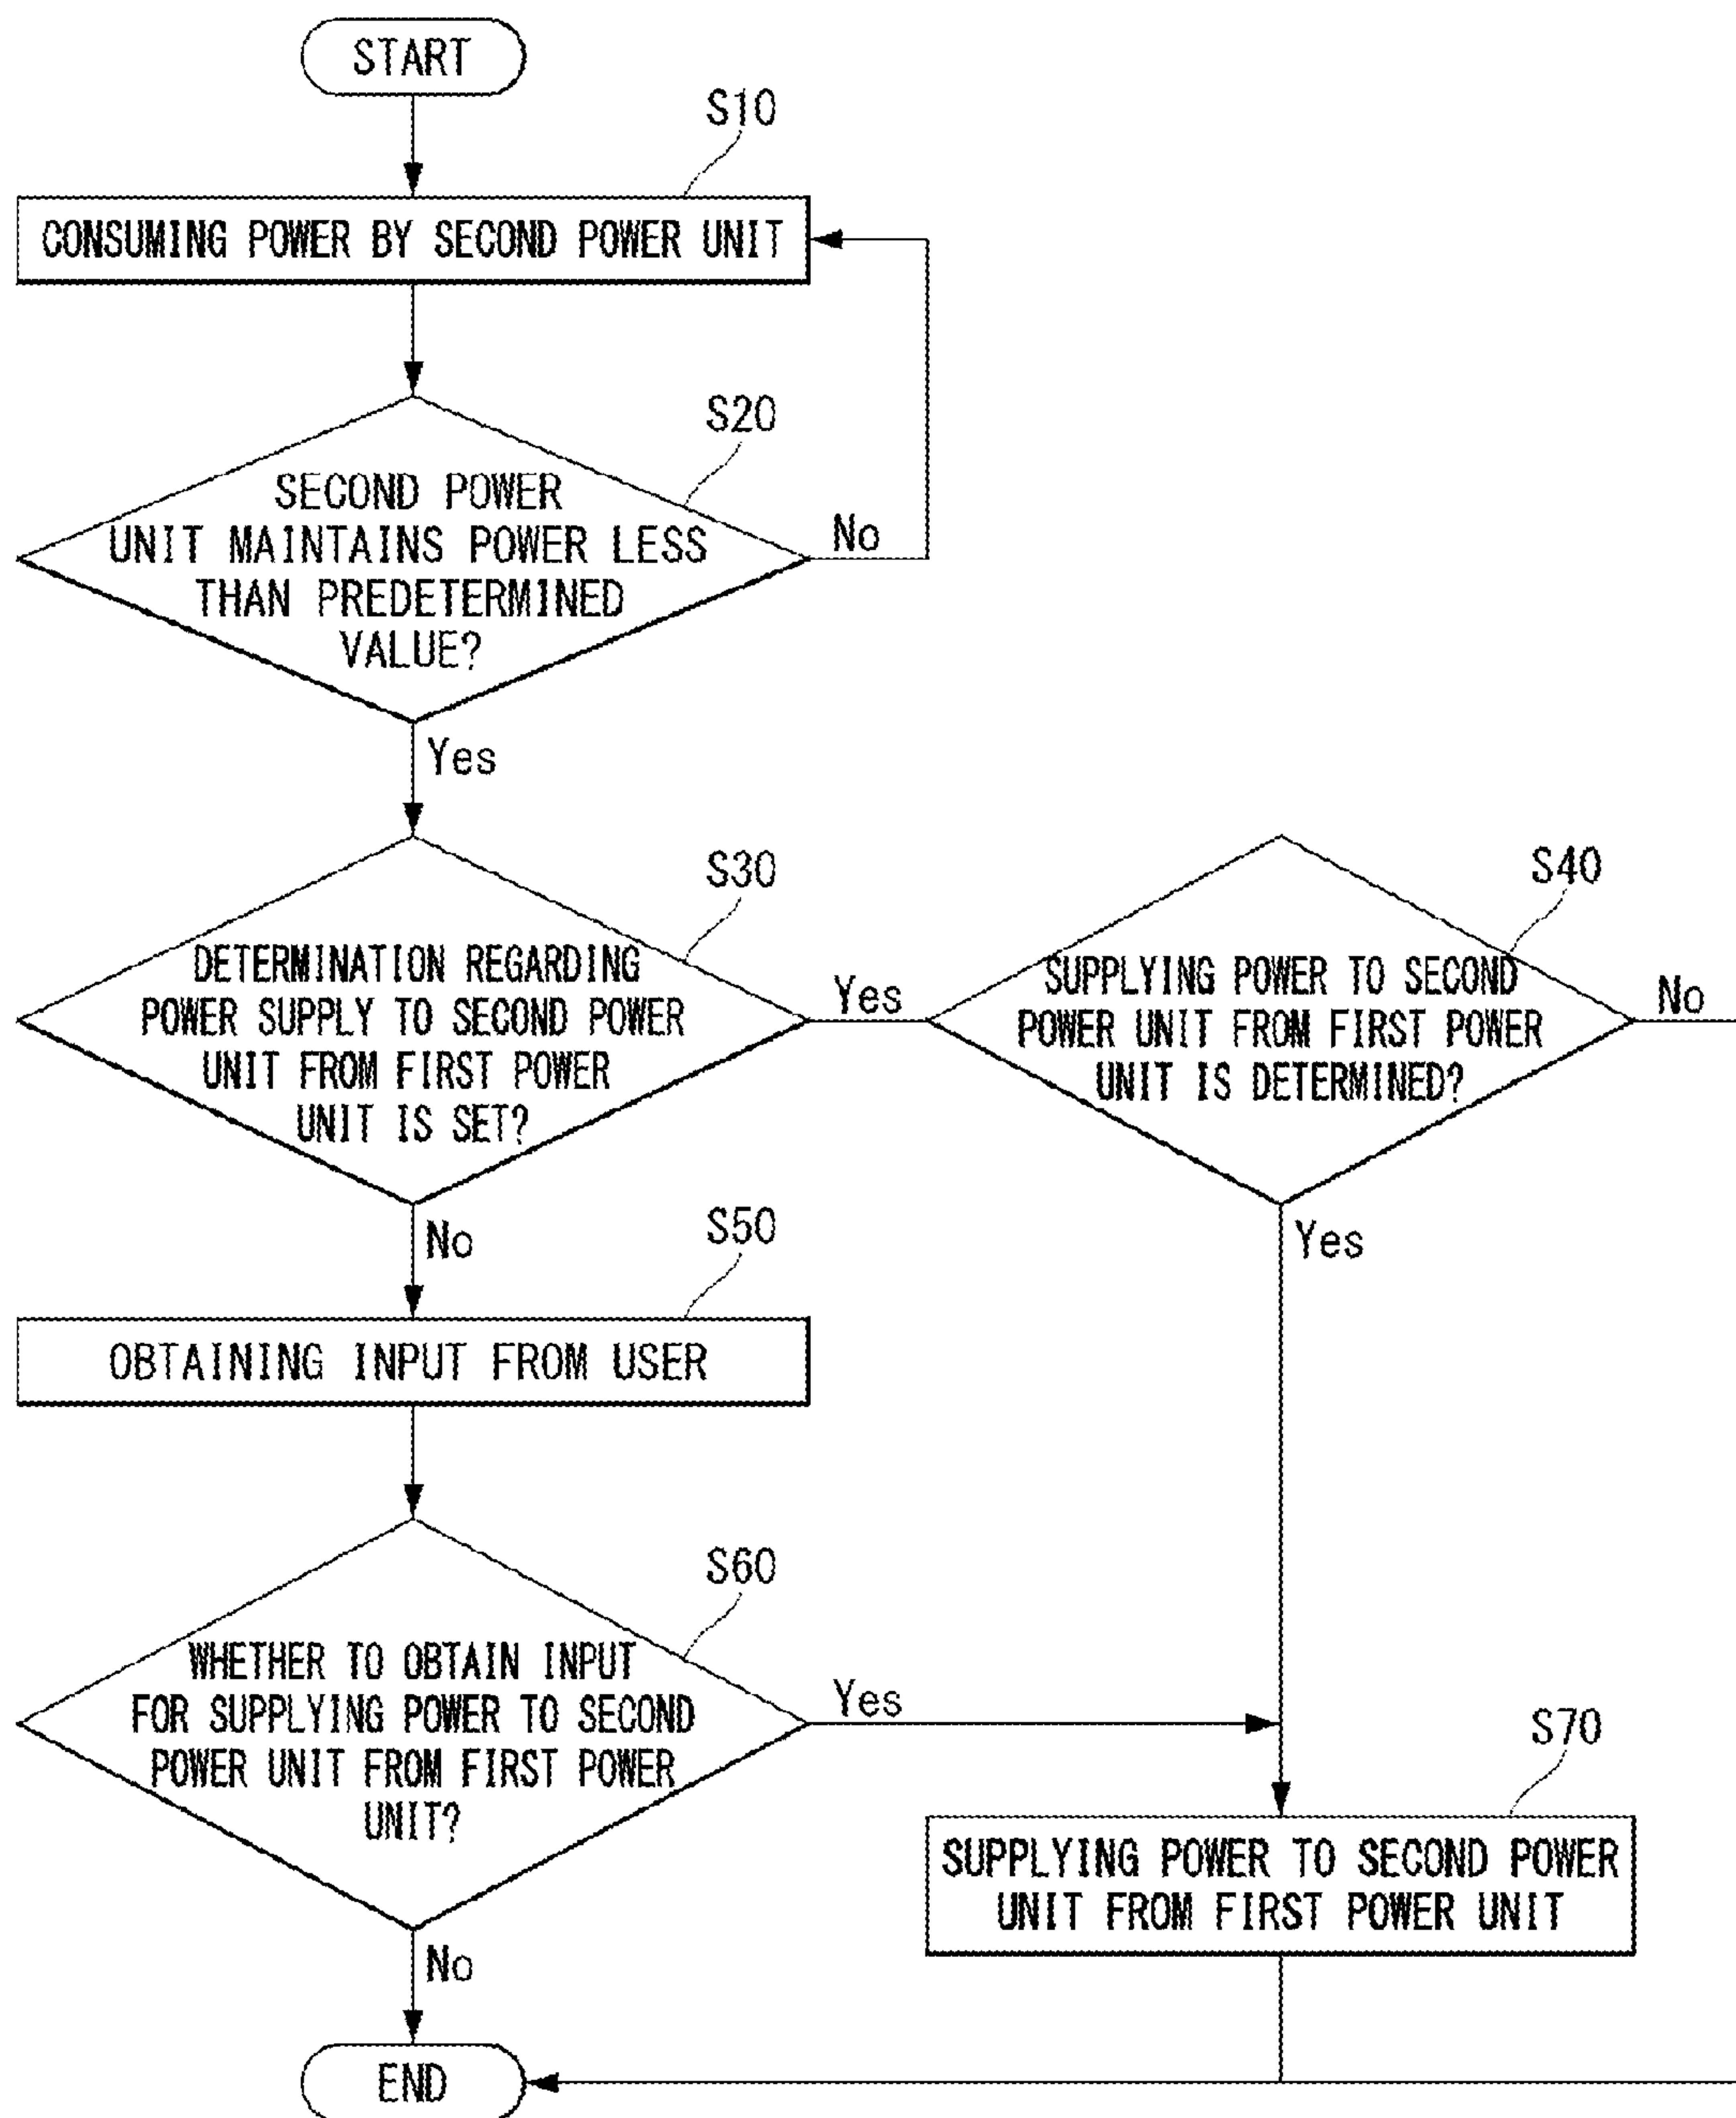 START
S10
CONSUMING POWER BY SECOND POWER UNIT
S20
SECOND POWER
UNIT MAINTAINS POWER LESS
THAN PREDETERMINED
VALUE?
No
Yes
S30
DETERMINATION REGARDING
POWER SUPPLY TO SECOND POWER
UNIT FROM FIRST POWER
UNIT IS SET?
Yes
S40
SUPPLYING POWER TO SECOND
POWER UNIT FROM FIRST POWER
UNIT IS DETERMINED?
No
Yes
No
S50
OBTAINING INPUT FROM USER
S60
WHETHER TO OBTAIN INPUT
FOR SUPPLYING POWER TO SECOND
POWER UNIT FROM FIRST POWER
UNIT?
Yes
S70
SUPPLYING POWER TO SECOND POWER
UNIT FROM FIRST POWER UNIT
No
END